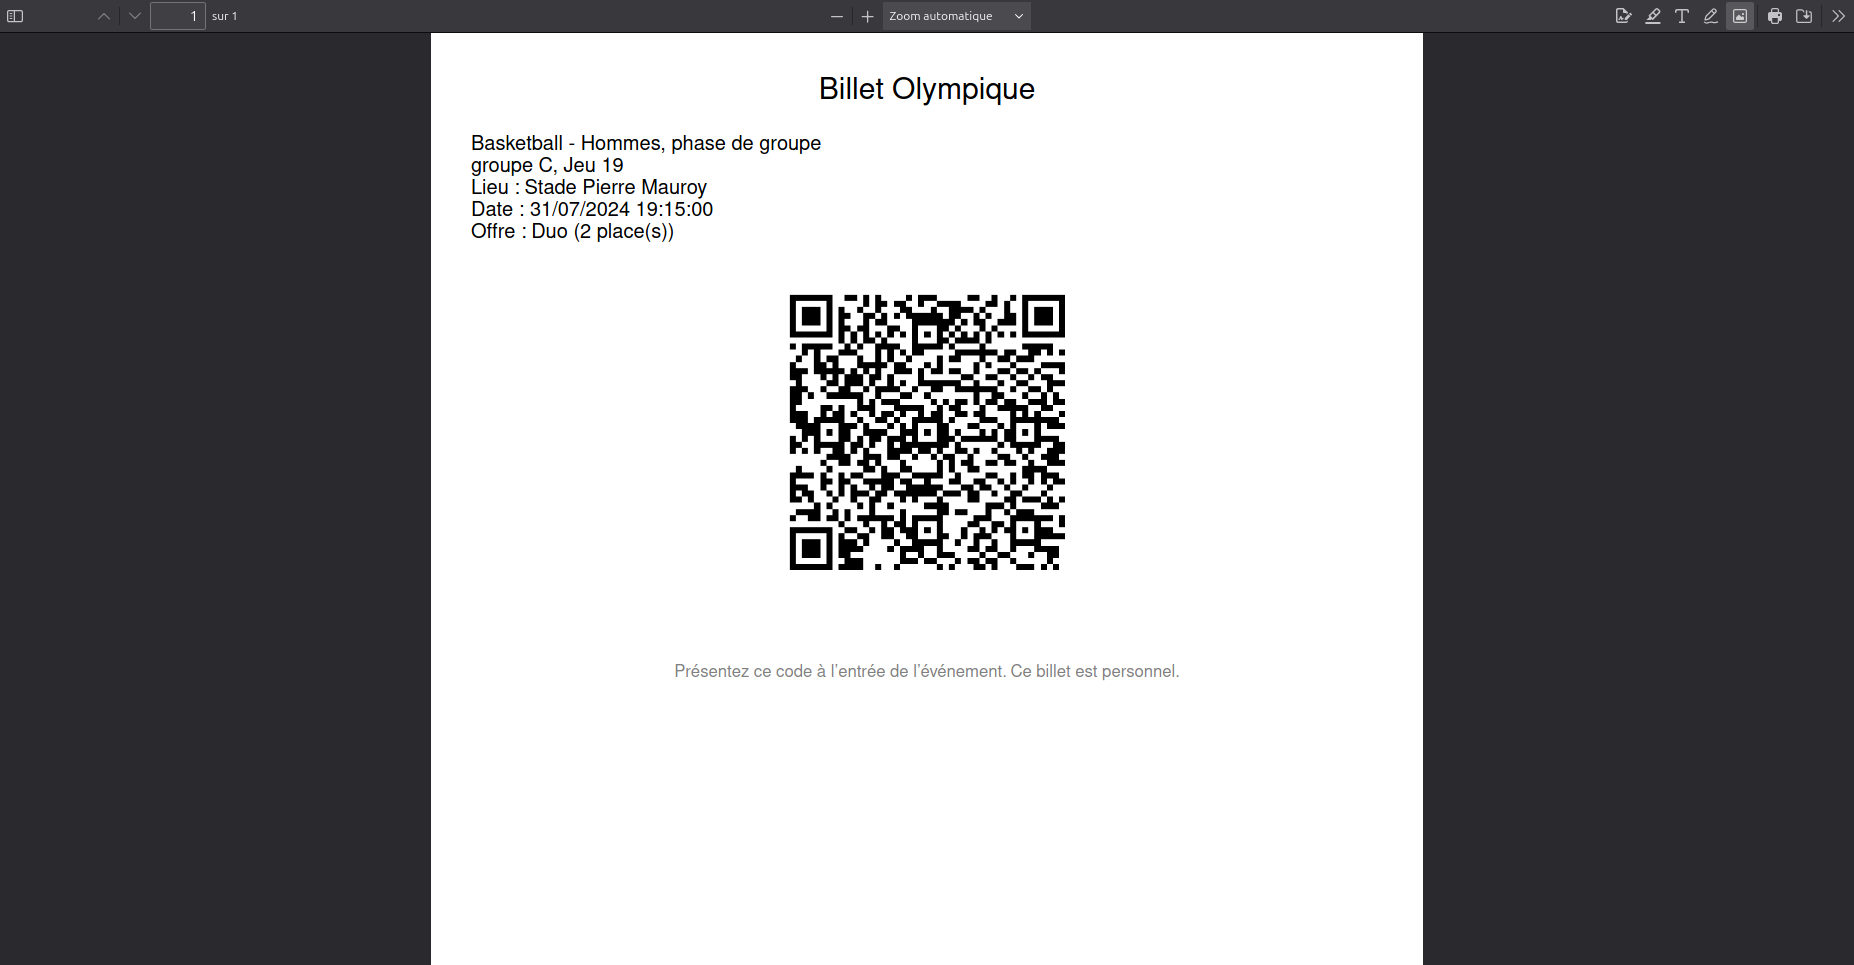 1 sur 1 Zoom automatique
Billet Olympique
Basketball - Hommes, phase de groupe
groupe C, Jeu 19
Lieu : Stade Pierre Mauroy
Date : 31/07/2024 19:15:00
Offre : Duo (2 place(s))
Présentez ce code à l'entrée de l'événement. Ce billet est personnel.